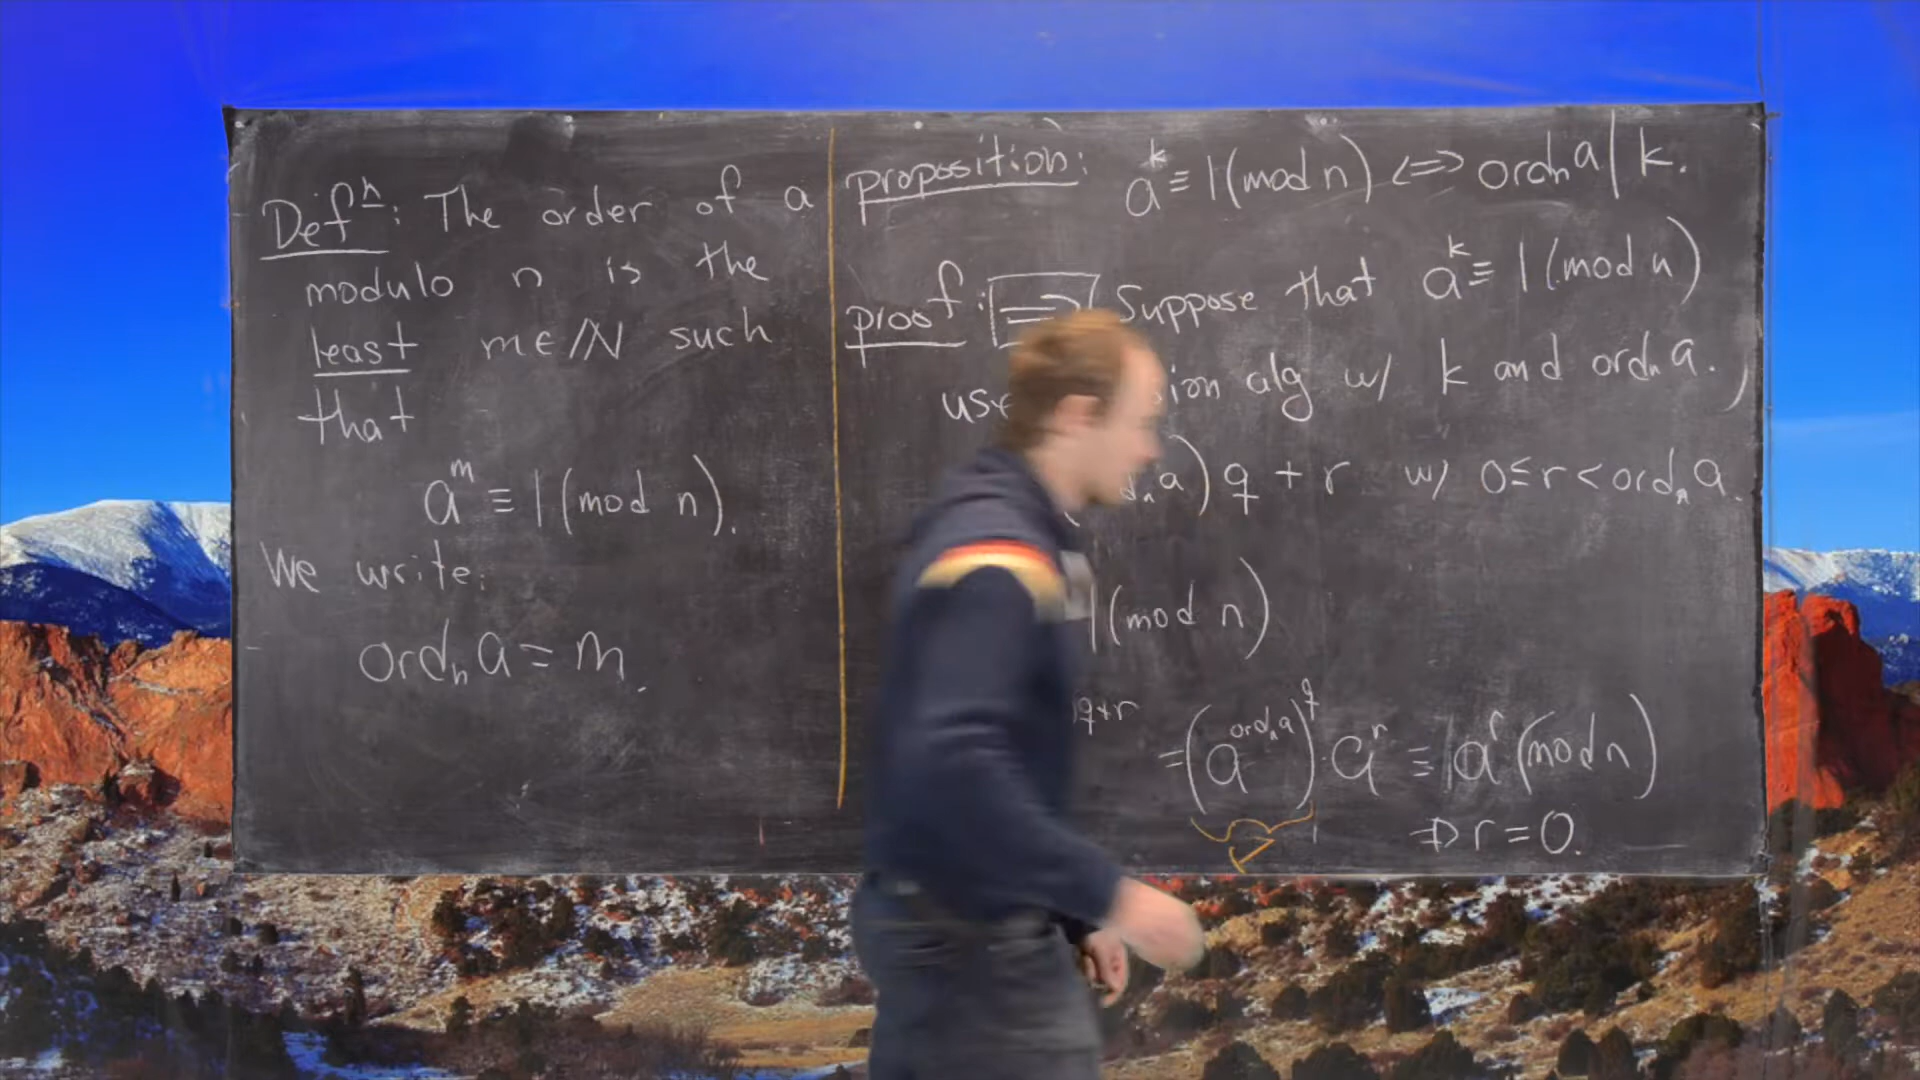 Defⁿ: The order of a
modulo n is the
least m∈ℕ such
that
aᵐ ≡ 1 (mod n).
We write:
ordₙa = m.
proposition: aᵏ ≡ 1 (mod n) ⟺ ordₙa | k.
proof: ⇒ Suppose that aᵏ ≡ 1 (mod n)
use alg w/ k and ordₙa.
a) q + r w/ 0≤r<ordₙa.
1 (mod n)
q+r = (a^{ordₙa})^q · aʳ ≡ 1 aʳ (mod n)
⇒ r = 0.